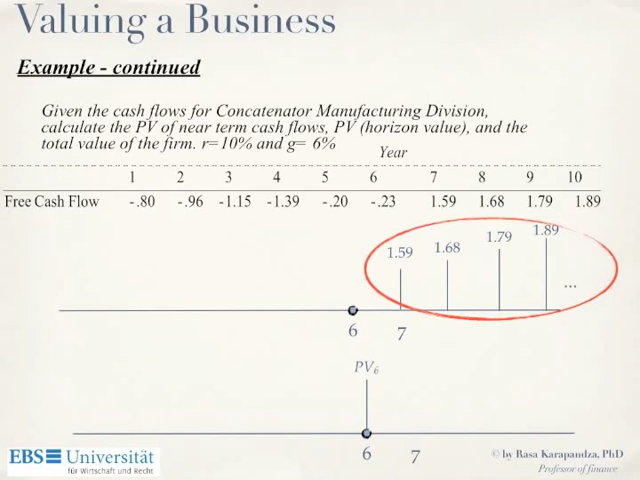 Valuing a Business
Example - continued
Given the cash flows for Concatenator Manufacturing Division,
calculate the PV of near term cash flows, PV (horizon value), and the
total value of the firm. r=10% and g= 6%
Year
1 2 3 4 5 6 7 8 9 10
Free Cash Flow -.80 -.96 -1.15 -1.39 -.20 -.23 1.59 1.68 1.79 1.89
1.59 1.68 1.79 1.89
...
6 7
PV6
6 7
EBS Universität
für Wirtschaft und Recht
© by Rasa Karapandza, PhD
Professor of finance